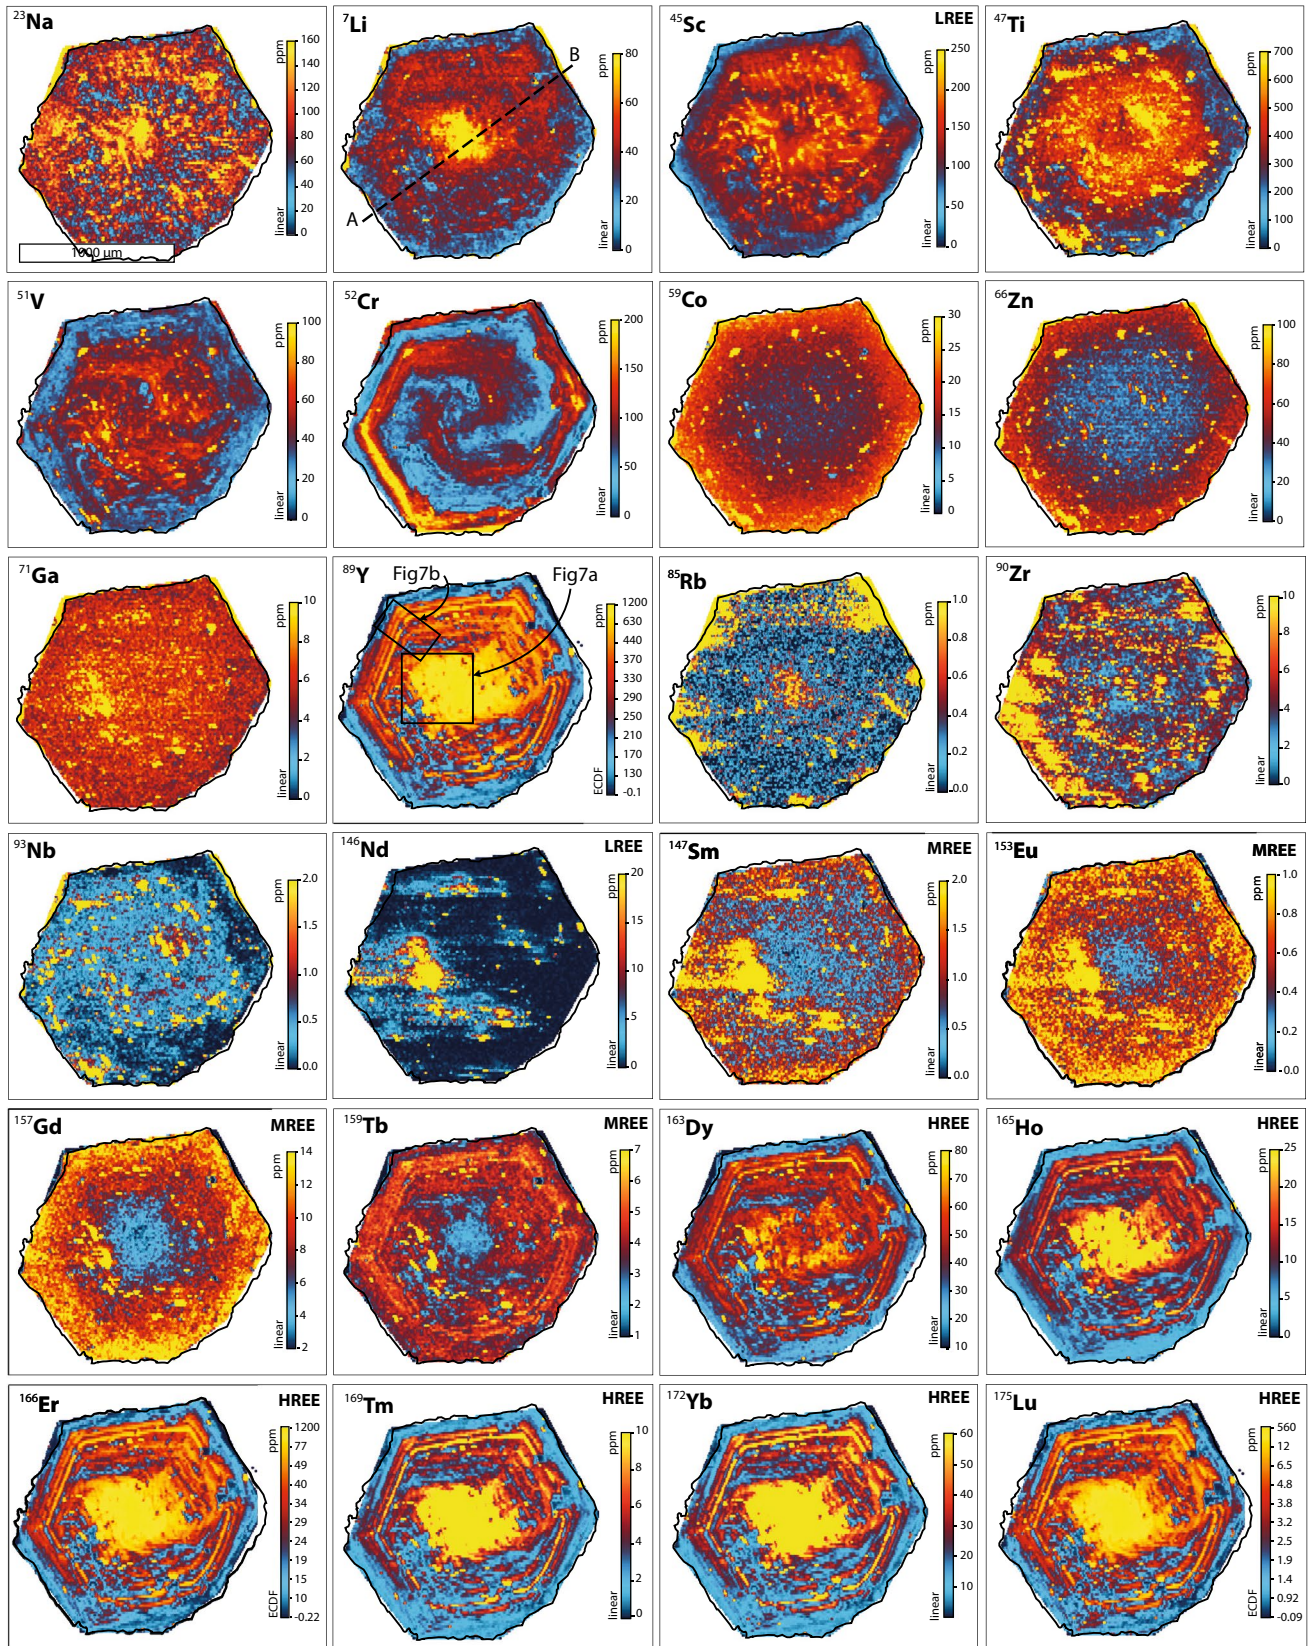 23Na
ppm
160
140
120
100
80
60
40
20
0
linear
1000 µm
7Li
ppm
80
60
40
20
0
linear
A
B
45Sc
LREE
ppm
250
200
150
100
50
0
linear
47Ti
ppm
700
600
500
400
300
200
100
0
linear
51V
ppm
100
80
60
40
20
0
linear
52Cr
ppm
200
150
100
50
0
linear
59Co
ppm
30
25
20
15
10
5
0
linear
66Zn
ppm
100
80
60
40
20
0
linear
71Ga
ppm
10
8
6
4
2
0
linear
89Y
Fig7b
Fig7a
ppm
1200
630
440
370
330
290
250
210
170
130
-0.1
ECDF
85Rb
ppm
1.0
0.8
0.6
0.4
0.2
0.0
linear
90Zr
ppm
10
8
6
4
2
0
linear
93Nb
ppm
2.0
1.5
1.0
0.5
0.0
linear
146Nd
LREE
ppm
20
15
10
5
0
linear
147Sm
MREE
ppm
2.0
1.5
1.0
0.5
0.0
linear
153Eu
MREE
ppm
1.0
0.8
0.6
0.4
0.2
0.0
linear
157Gd
MREE
ppm
14
12
10
8
6
4
2
linear
159Tb
MREE
ppm
7
6
5
4
3
2
1
linear
163Dy
HREE
ppm
80
70
60
50
40
30
20
10
linear
165Ho
HREE
ppm
25
20
15
10
5
0
linear
166Er
HREE
ppm
1200
77
49
40
34
29
24
19
15
10
-0.22
ECDF
169Tm
HREE
ppm
10
8
6
4
2
0
linear
172Yb
HREE
ppm
60
50
40
30
20
10
linear
175Lu
HREE
ppm
560
12
6.5
4.8
3.8
3.2
2.5
1.9
1.4
0.92
-0.09
ECDF